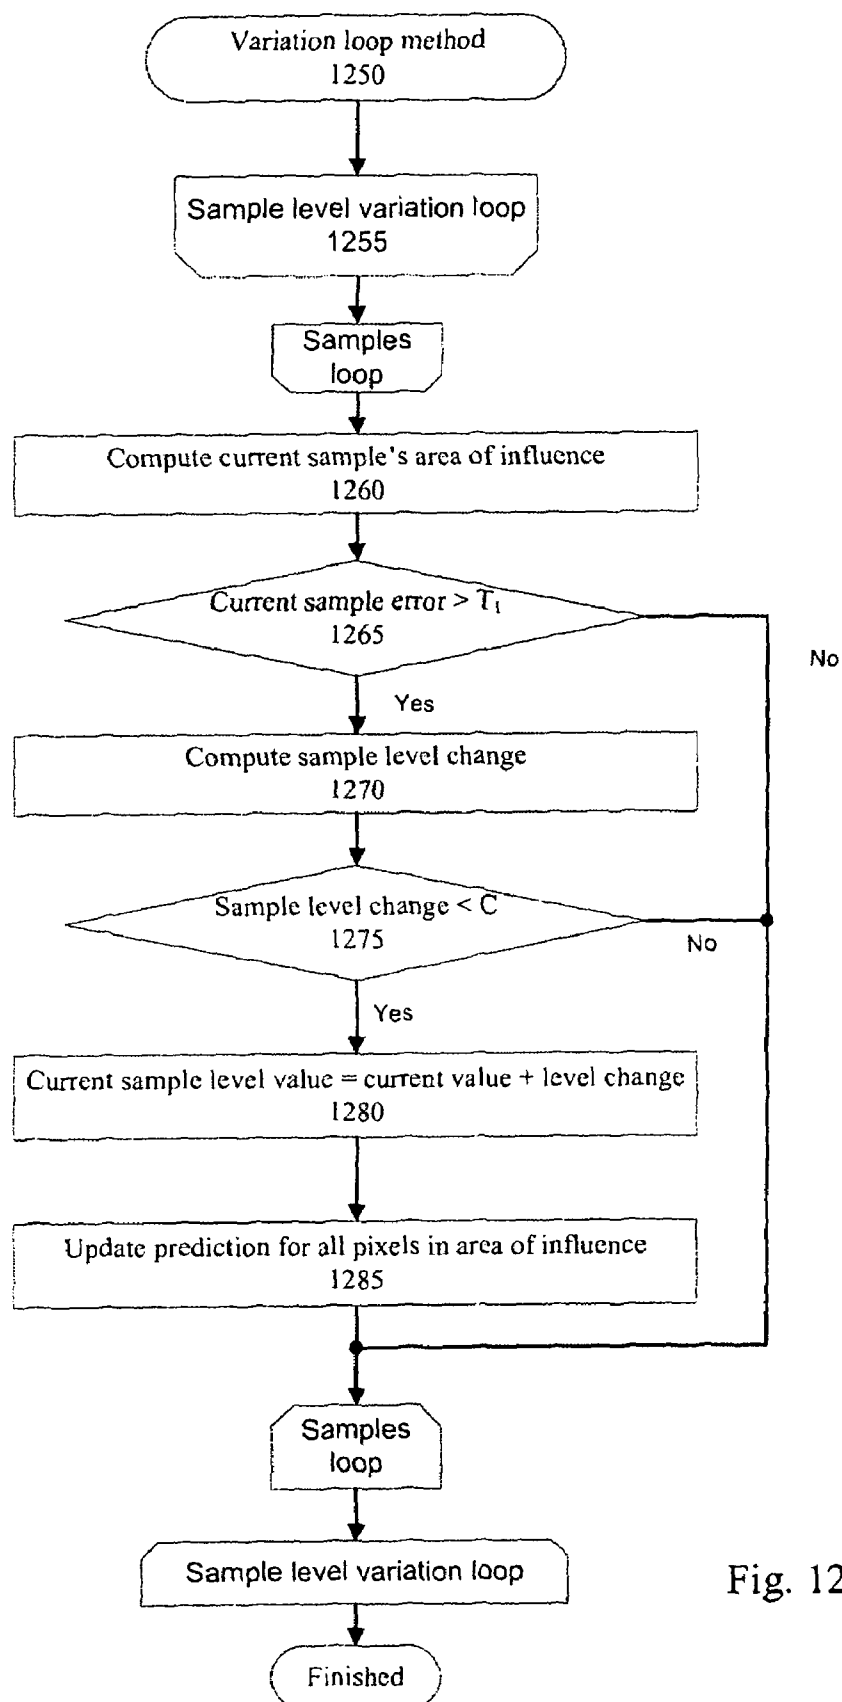 Variation loop method
1250
Sample level variation loop
1255
Samples
loop
Compute current sample's area of influence
1260
Current sample error > T₁
1265
No
Yes
Compute sample level change
1270
Sample level change < C
1275
No
Yes
Current sample level value = current value + level change
1280
Update prediction for all pixels in area of influence
1285
Samples
loop
Sample level variation loop
Fig. 12
Finished